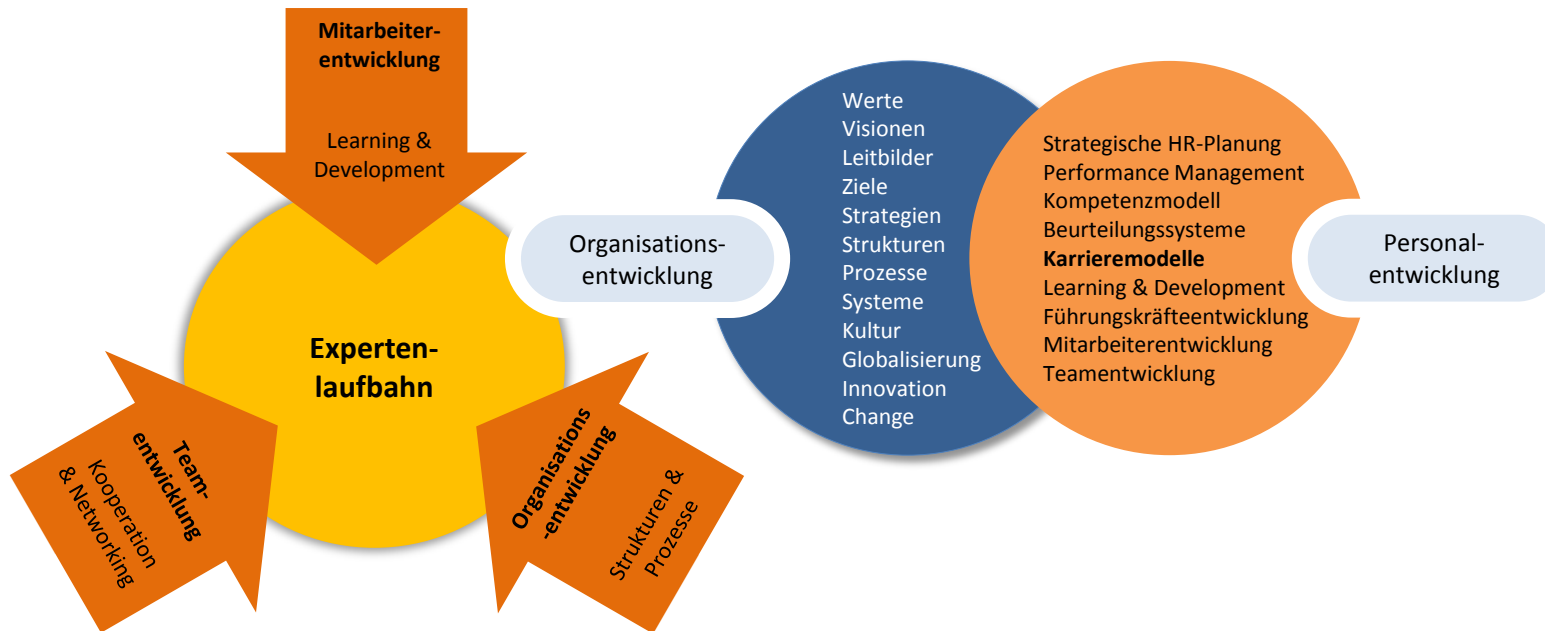 Mitarbeiter-
entwicklung
Learning &
Development
Experten-
laufbahn
Team-
entwicklung
Kooperation
& Networking
Organisations
-entwicklung
Strukturen &
Prozesse
Organisations-
entwicklung
Werte
Visionen
Leitbilder
Ziele
Strategien
Strukturen
Prozesse
Systeme
Kultur
Globalisierung
Innovation
Change
Strategische HR-Planung
Performance Management
Kompetenzmodell
Beurteilungssysteme
Karrieremodelle
Learning & Development
Führungskräfteentwicklung
Mitarbeiterentwicklung
Teamentwicklung
Personal-
entwicklung